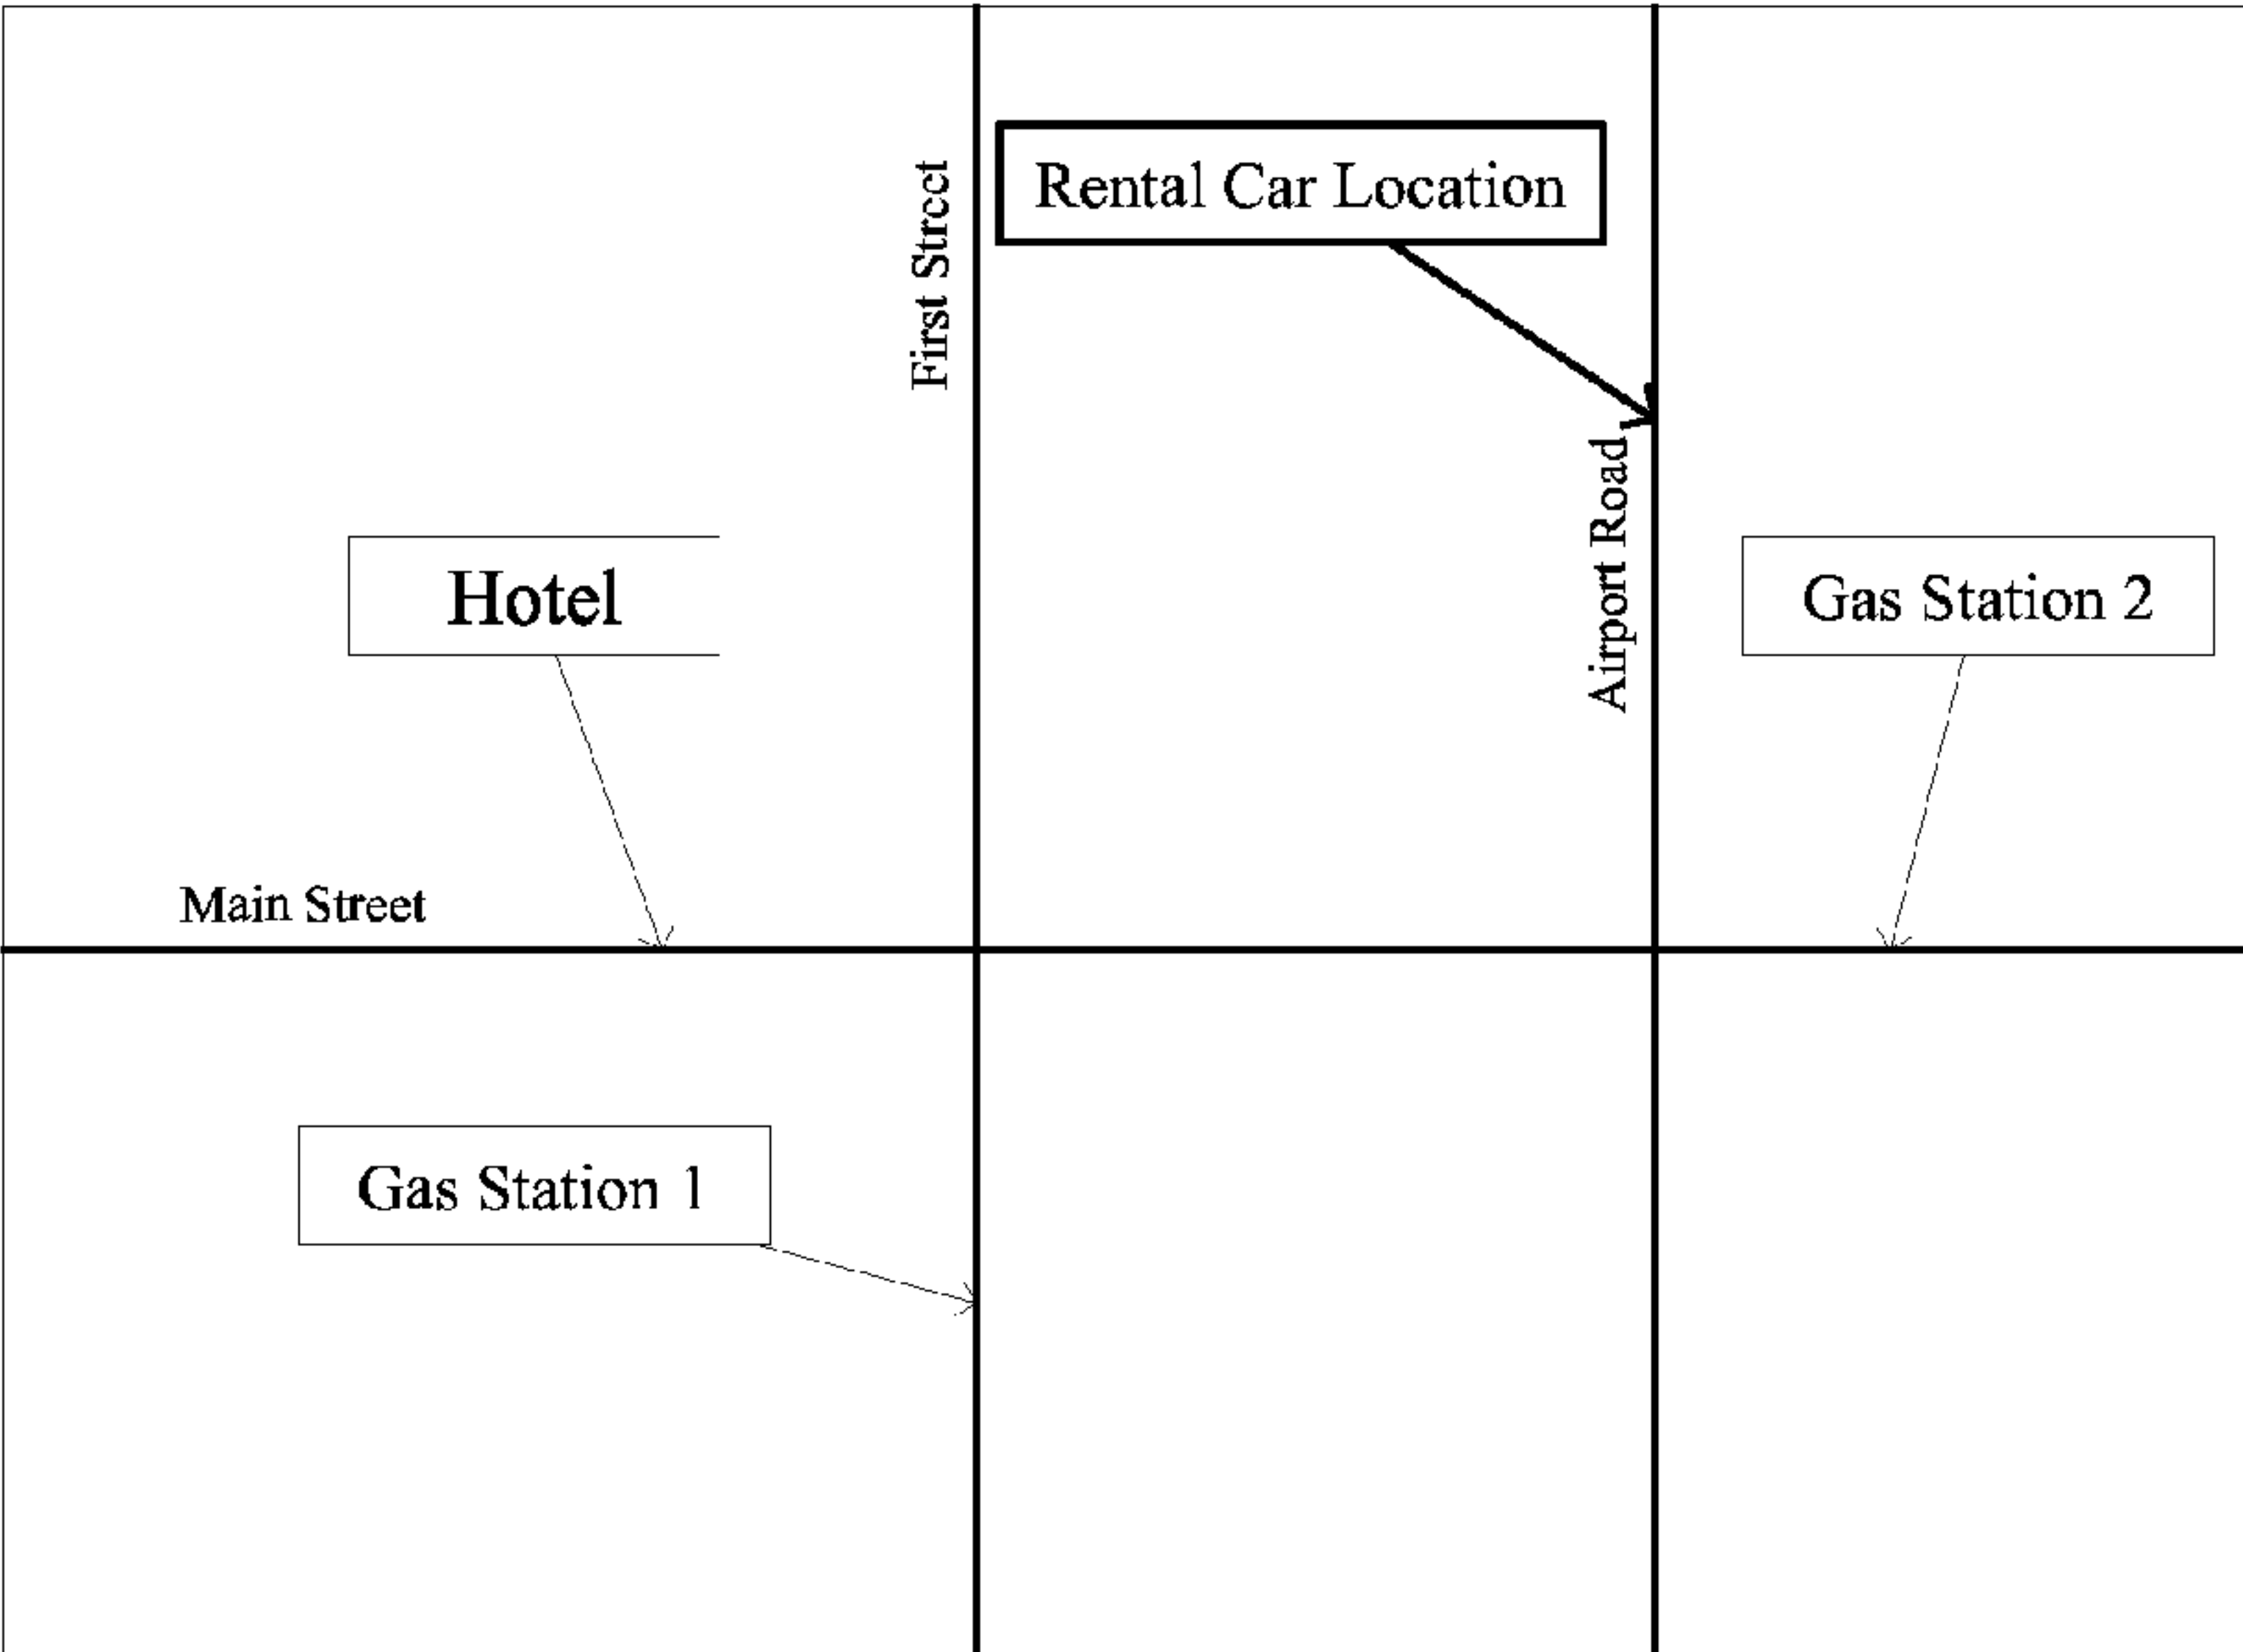 First Street
Rental Car Location
Airport Road
Hotel
Gas Station 2
Main Street
Gas Station 1